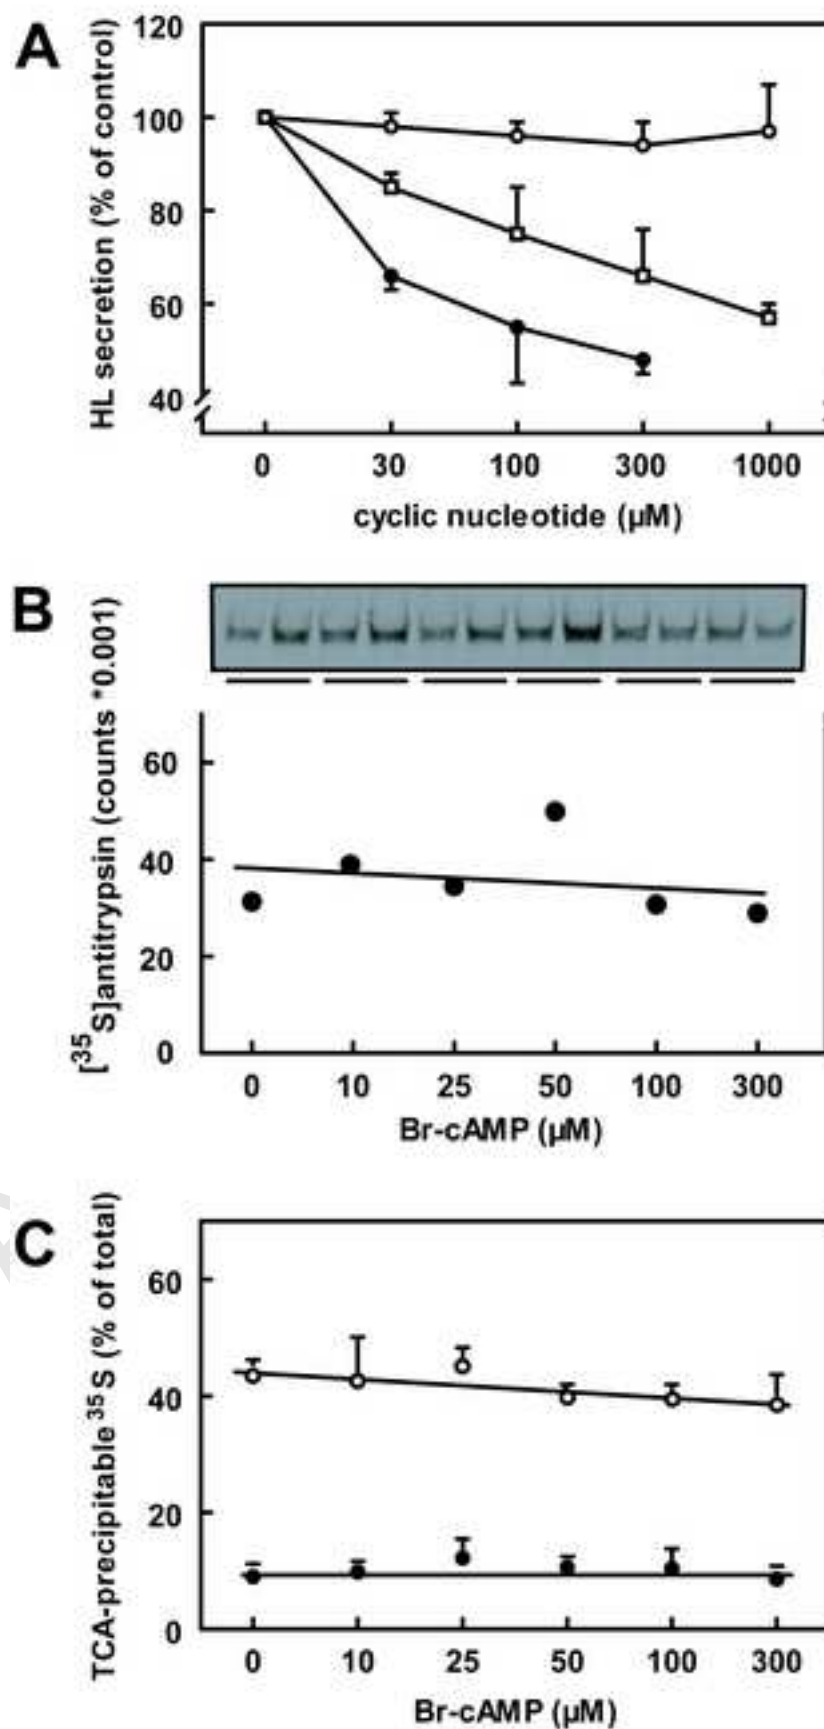 A
HL secretion (% of control)
120
100
80
60
40
0 30 100 300 1000
cyclic nucleotide (µM)
B
[³⁵S]antitrypsin (counts *0.001)
60
40
20
0
0 10 25 50 100 300
Br-cAMP (µM)
C
TCA-precipitable ³⁵S (% of total)
60
40
20
0
0 10 25 50 100 300
Br-cAMP (µM)